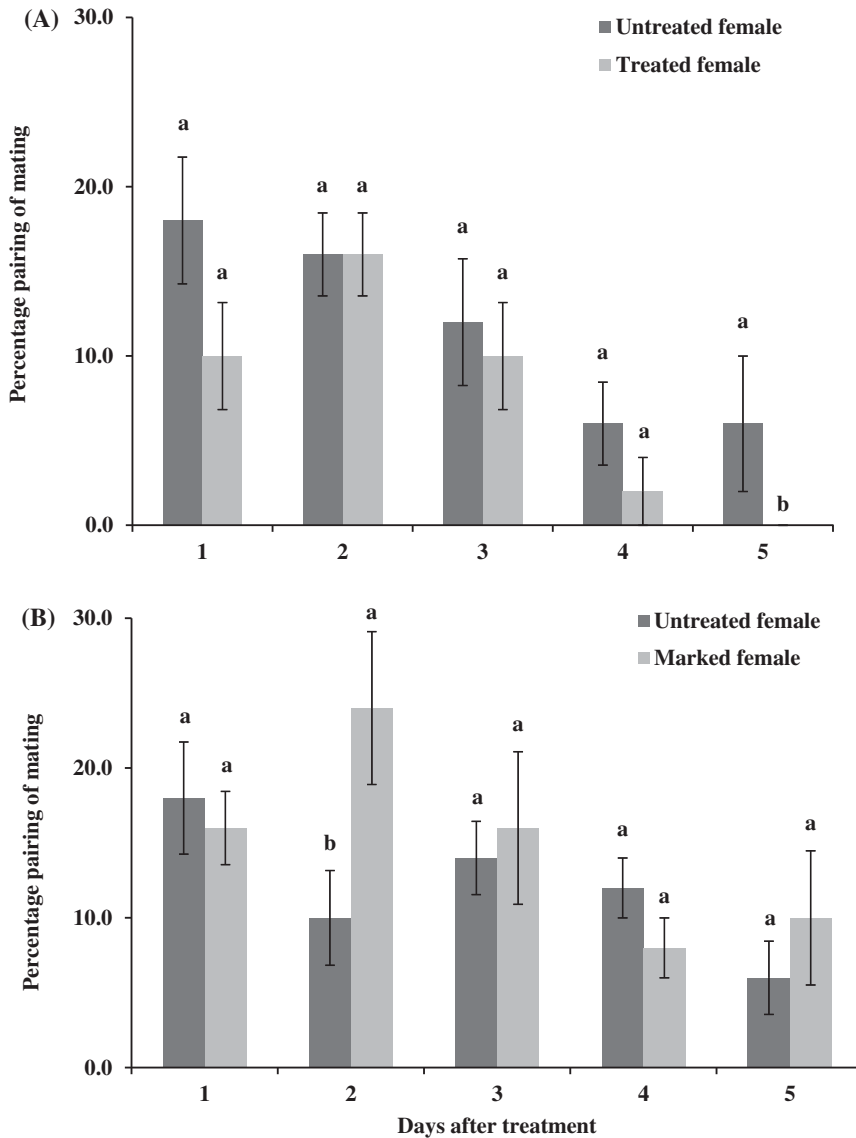 (A)
30.0
20.0
10.0
0.0
Percentage pairing of mating
Untreated female
Treated female
a
a
a
a
a
a
a
a
a
b
1 2 3 4 5
(B)
30.0
20.0
10.0
0.0
Percentage pairing of mating
Untreated female
Marked female
a
a
b
a
a
a
a
a
a
a
1 2 3 4 5
Days after treatment